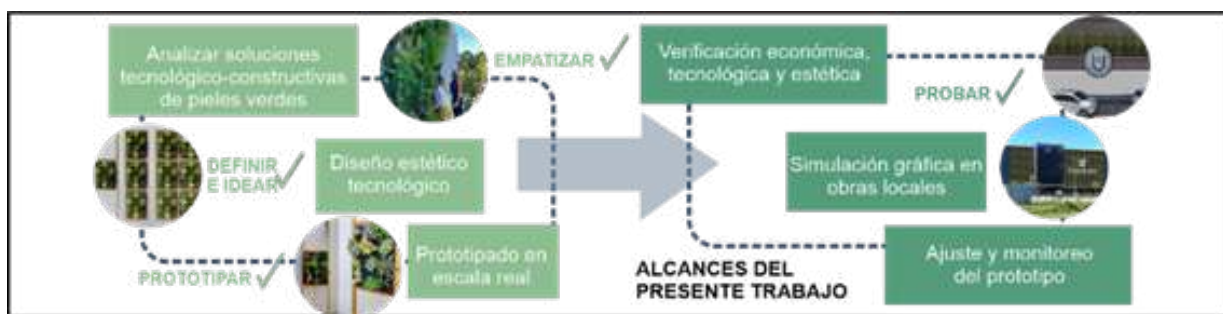 Analizar soluciones
tecnológico-constructivas
de pieles verdes
EMPATIZAR
DEFINIR
E IDEAR
Diseño estético
tecnológico
PROTOTIPAR
Prototipado en
escala real
Verificación económica,
tecnológica y estética
PROBAR
Simulación gráfica en
obras locales
Ajuste y monitoreo
del prototipo
ALCANCES DEL
PRESENTE TRABAJO